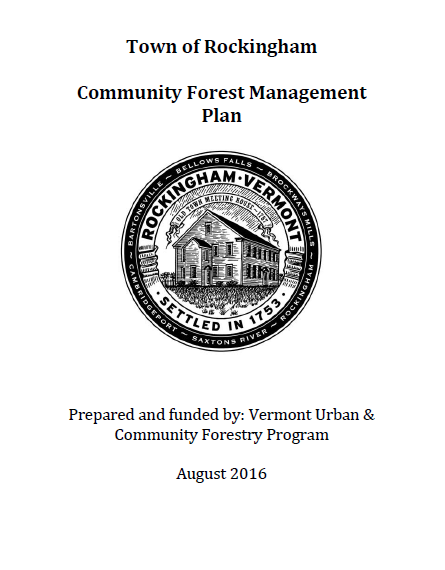 Town of Rockingham
Community Forest Management
Plan
BARTONSVILLE ~ BELLOWS FALLS ~ BROCKWAYS MILLS ~
ROCKINGHAM · VERMONT
OLD TOWN MEETING HOUSE
· SETTLED IN 1753 ·
CAMBRIDGEPORT ~ SAXTONS RIVER ~ ROCKINGHAM
Prepared and funded by: Vermont Urban &
Community Forestry Program
August 2016